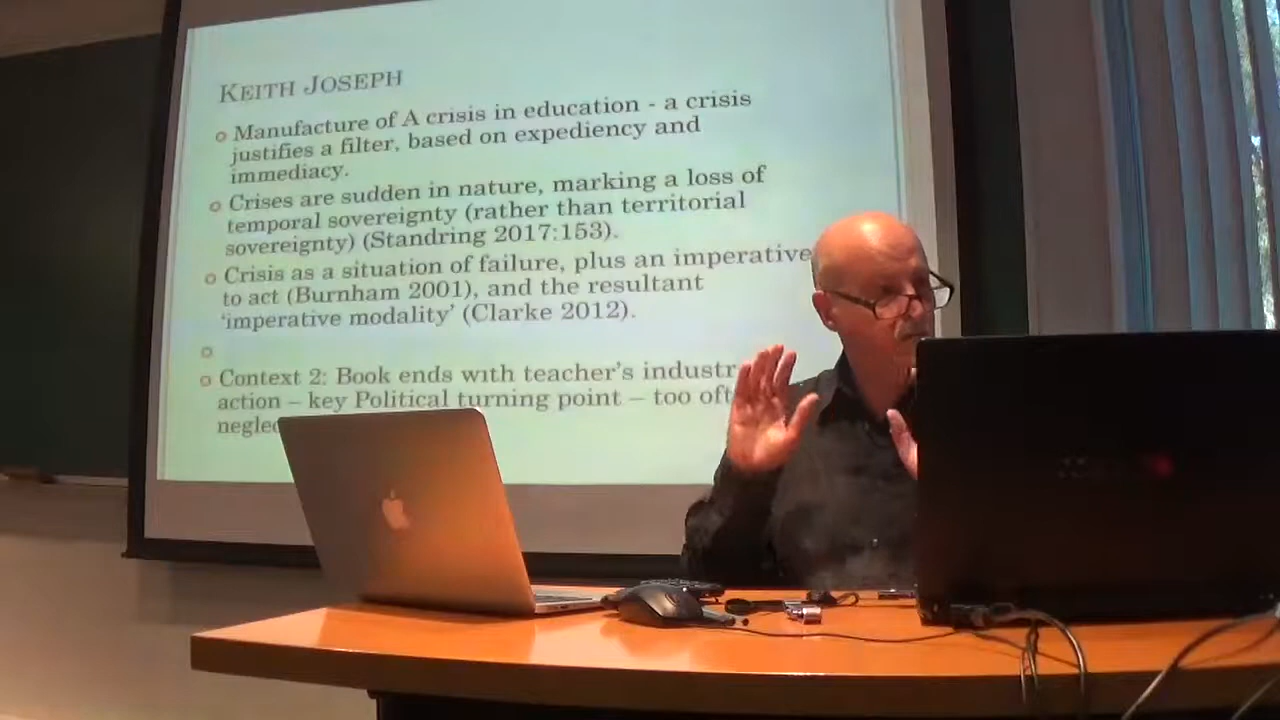 KEITH JOSEPH
Manufacture of A crisis in education - a crisis
justifies a filter, based on expediency and
immediacy.
Crises are sudden in nature, marking a loss of
temporal sovereignty (rather than territorial
sovereignty) (Standring 2017:153).
Crisis as a situation of failure, plus an imperative
to act (Burnham 2001), and the resultant
'imperative modality' (Clarke 2012).
Context 2: Book ends with teacher's industr
action – key Political turning point – too oft
neglec